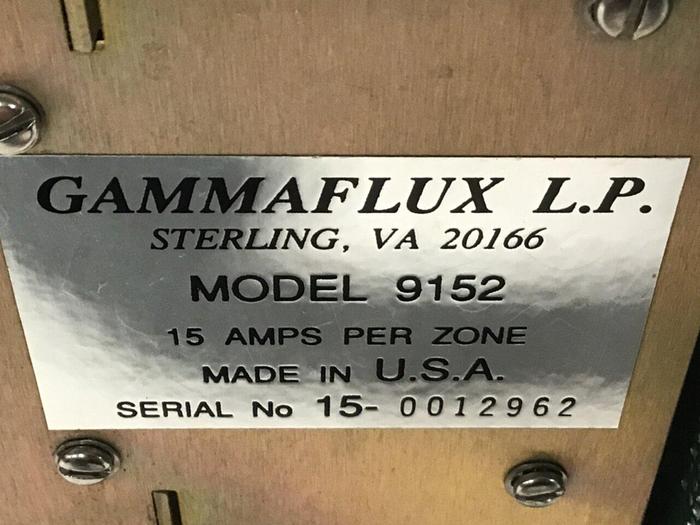 GAMMAFLUX L.P.
STERLING, VA 20166
MODEL 9152
15 AMPS PER ZONE
MADE IN U.S.A.
SERIAL No 15- 0012962